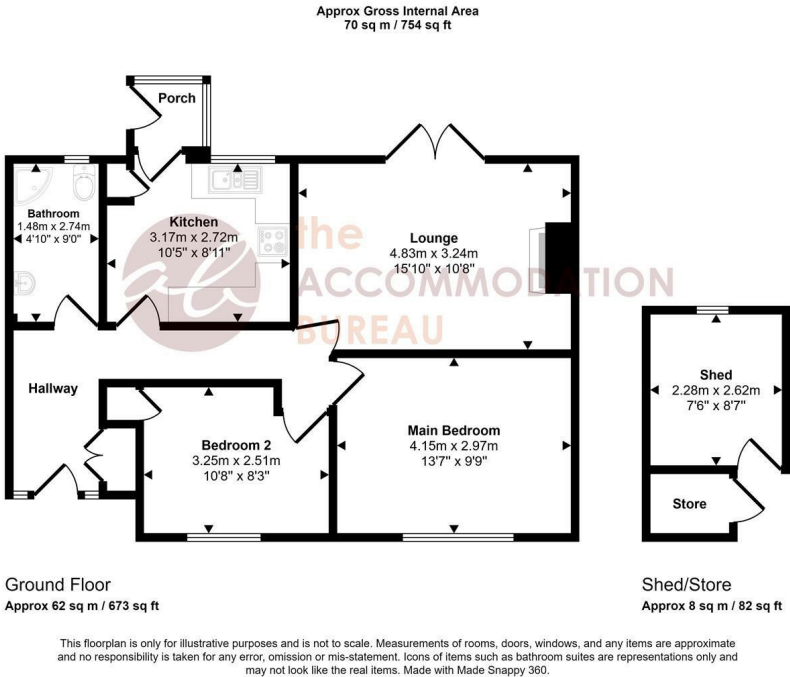 Approx Gross Internal Area
70 sq m / 754 sq ft
Porch
Bathroom
1.48m x 2.74m
4'10" x 9'0"
Kitchen
3.17m x 2.72m
10'5" x 8'11"
Lounge
4.83m x 3.24m
15'10" x 10'8"
ab
the
ACCOMMODATION
BUREAU
Hallway
Bedroom 2
3.25m x 2.51m
10'8" x 8'3"
Main Bedroom
4.15m x 2.97m
13'7" x 9'9"
Shed
2.28m x 2.62m
7'6" x 8'7"
Store
Ground Floor
Approx 62 sq m / 673 sq ft
Shed/Store
Approx 8 sq m / 82 sq ft
This floorplan is only for illustrative purposes and is not to scale. Measurements of rooms, doors, windows, and any items are approximate
and no responsibility is taken for any error, omission or mis-statement. Icons of items such as bathroom suites are representations only and
may not look like the real items. Made with Made Snappy 360.